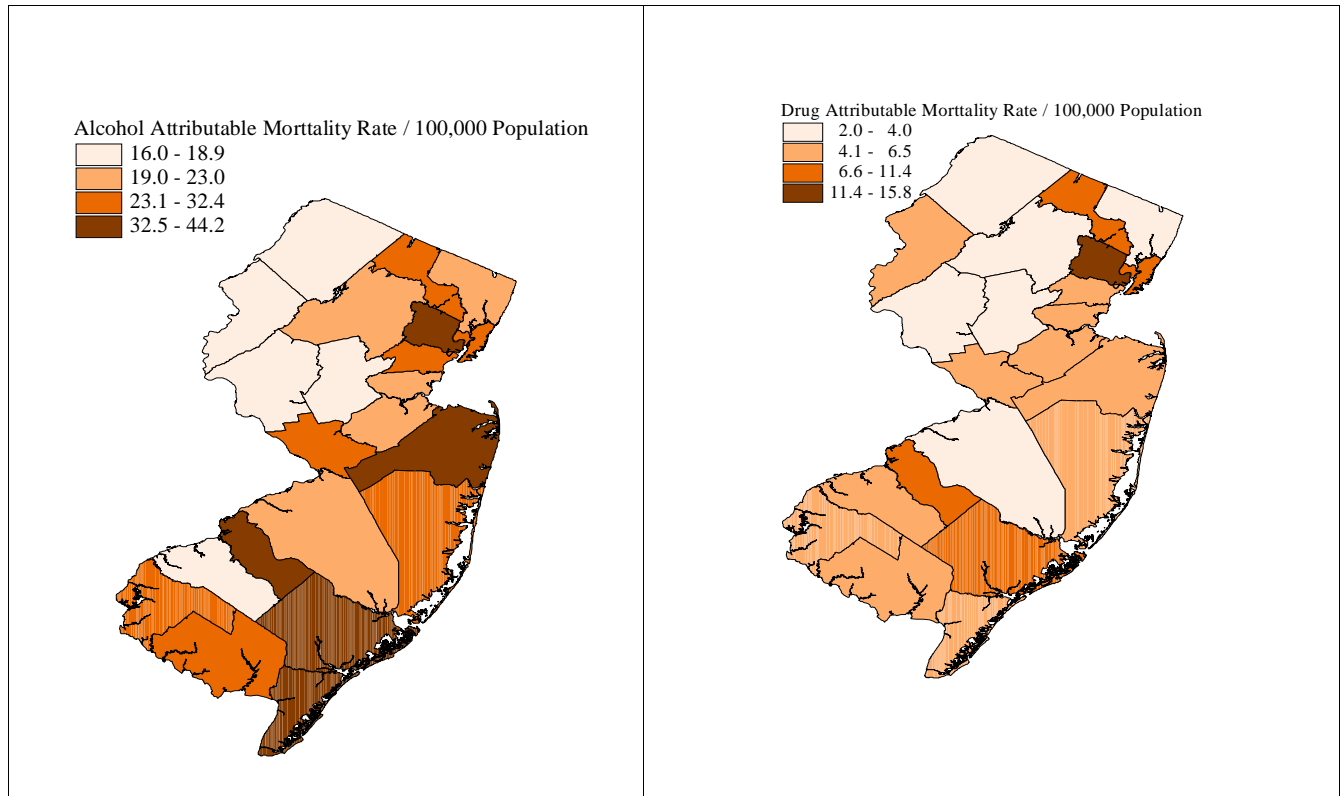 Alcohol Attributable Morttality Rate / 100,000 Population
16.0 - 18.9
19.0 - 23.0
23.1 - 32.4
32.5 - 44.2
Drug Attributable Morttality Rate / 100,000 Population
2.0 - 4.0
4.1 - 6.5
6.6 - 11.4
11.4 - 15.8